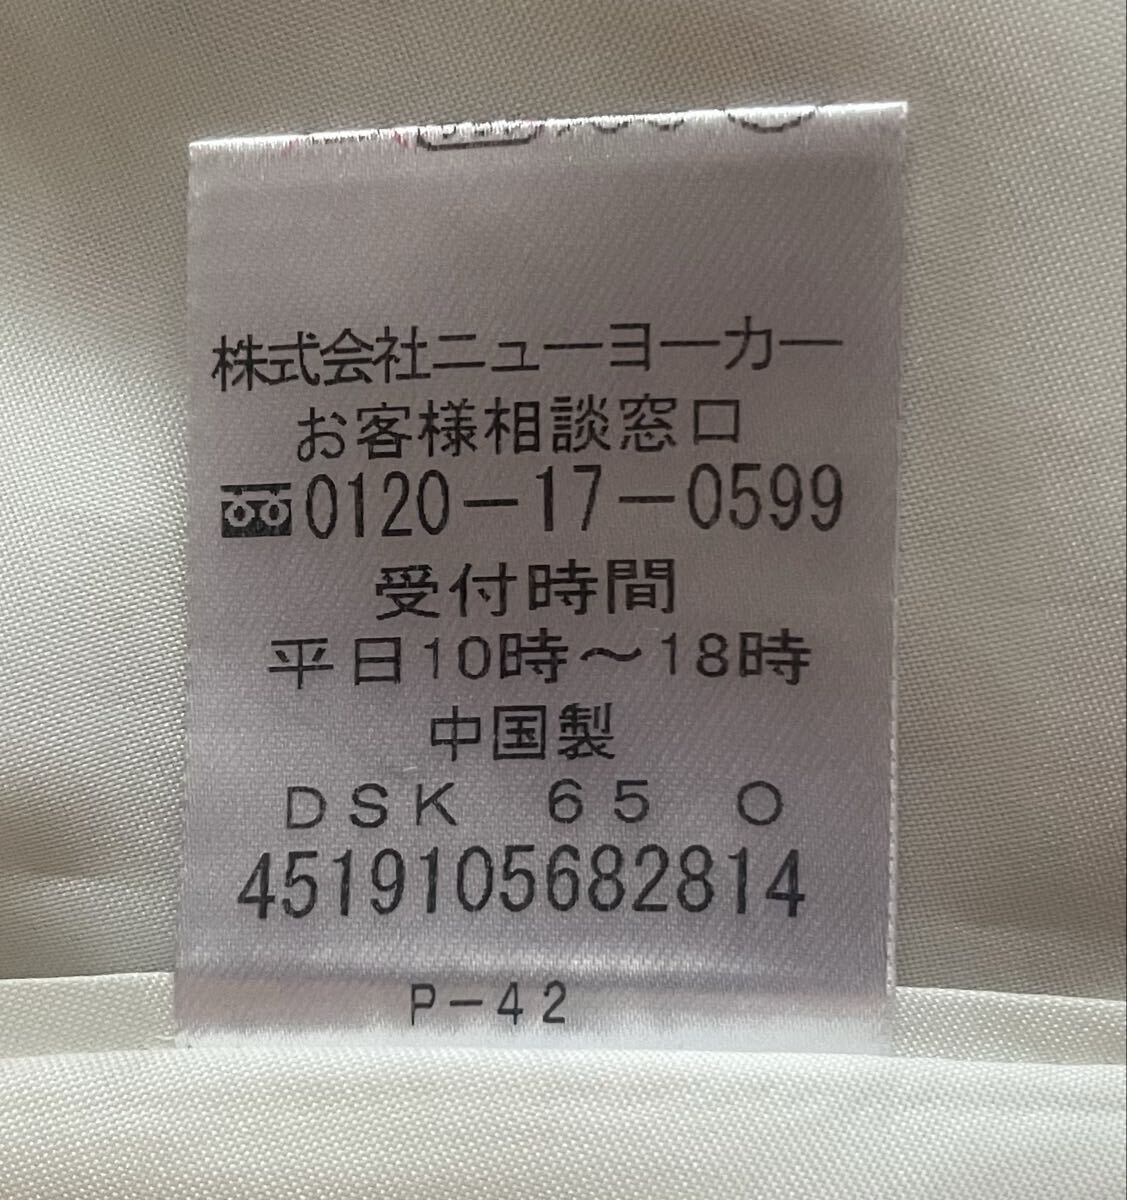 株式会社ニューヨーカー
お客様相談窓口
0120-17-0599
受付時間
平日10時～18時
中国製
DSK 65 O
4519105682814
P-42